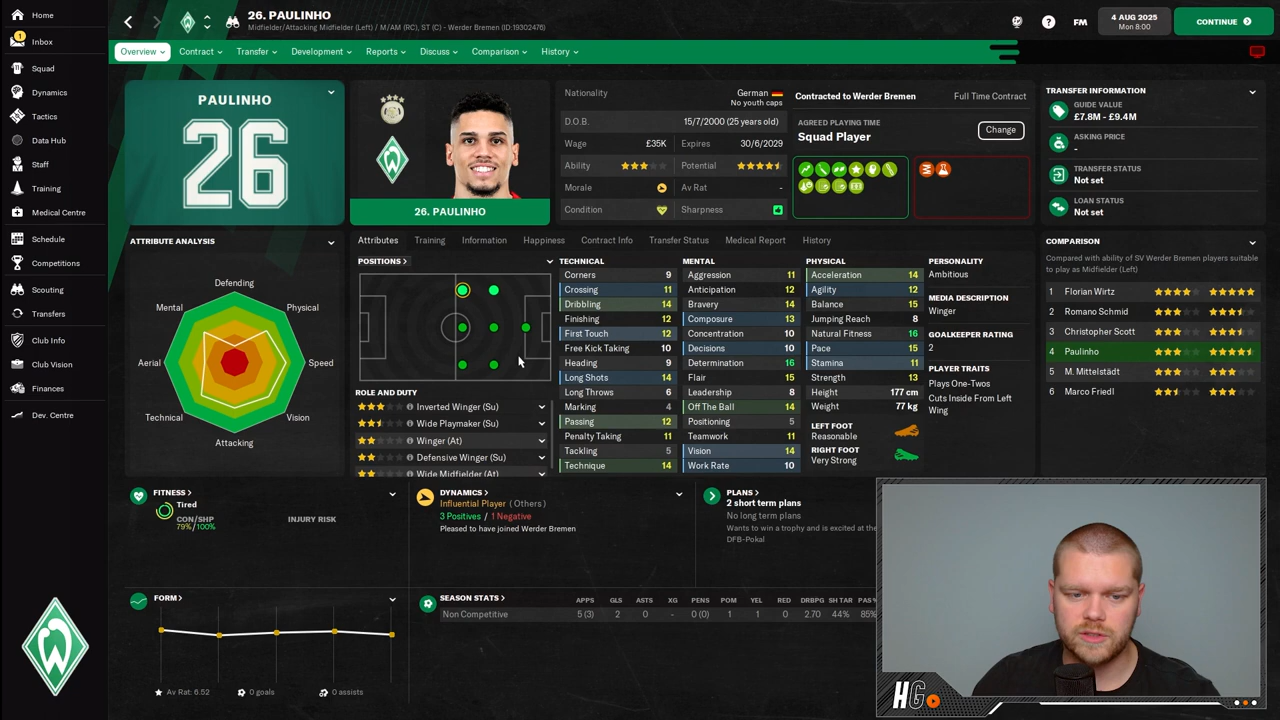 26. PAULINHO
Midfielder/Attacking Midfielder (Left) / M/AM (RC), ST (C) - Werder Bremen (ID:19302476)
FM
4 AUG 2025
Mon 8:00
CONTINUE
Home
1
Inbox
Squad
Dynamics
Tactics
Data Hub
Staff
Training
Medical Centre
Schedule
Competitions
Scouting
Transfers
Club Info
Club Vision
Finances
Dev. Centre
Overview
Contract
Transfer
Development
Reports
Discuss
Comparison
History
PAULINHO
26
26. PAULINHO
Nationality German
No youth caps
D.O.B. 15/7/2000 (25 years old)
Wage £35K Expires 30/6/2029
Ability Potential
Morale Av Rat -
Condition Sharpness
Contracted to Werder Bremen Full Time Contract
AGREED PLAYING TIME
Squad Player
Change
TRANSFER INFORMATION
GUIDE VALUE
£7.8M - £9.4M
ASKING PRICE
-
TRANSFER STATUS
Not set
LOAN STATUS
Not set
ATTRIBUTE ANALYSIS
Defending
Mental
Physical
Aerial
Speed
Technical
Vision
Attacking
Attributes
Training
Information
Happiness
Contract Info
Transfer Status
Medical Report
History
POSITIONS >
ROLE AND DUTY
Inverted Winger (Su)
Wide Playmaker (Su)
Winger (At)
Defensive Winger (Su)
Wide Midfielder (At)
TECHNICAL
Corners 9
Crossing 11
Dribbling 14
Finishing 12
First Touch 12
Free Kick Taking 10
Heading 9
Long Shots 14
Long Throws 6
Marking 4
Passing 12
Penalty Taking 11
Tackling 5
Technique 14
MENTAL
Aggression 11
Anticipation 12
Bravery 14
Composure 13
Concentration 10
Decisions 10
Determination 16
Flair 15
Leadership 8
Off The Ball 14
Positioning 5
Teamwork 11
Vision 14
Work Rate 10
PHYSICAL
Acceleration 14
Agility 12
Balance 15
Jumping Reach 8
Natural Fitness 16
Pace 15
Stamina 11
Strength 13
Height 177 cm
Weight 77 kg
LEFT FOOT
Reasonable
RIGHT FOOT
Very Strong
PERSONALITY
Ambitious
MEDIA DESCRIPTION
Winger
GOALKEEPER RATING
2
PLAYER TRAITS
Plays One-Twos
Cuts Inside From Left
Wing
COMPARISON
Compared with ability of SV Werder Bremen players suitable
to play as Midfielder (Left)
1 Florian Wirtz
2 Romano Schmid
3 Christopher Scott
4 Paulinho
5 M. Mittelstädt
6 Marco Friedl
FITNESS >
Tired
CON/SHP
79%/100%
INJURY RISK
DYNAMICS >
Influential Player (Others)
3 Positives / 1 Negative
Pleased to have joined Werder Bremen
PLANS >
2 short term plans
No long term plans
Wants to win a trophy and is excited at the
DFB-Pokal
FORM >
Av Rat: 6.52
0 goals
0 assists
SEASON STATS >
APPS GLS ASTS XG PENS POM YEL RED DRBPG SH TAR PAS%
Non Competitive 5 (3) 2 0 - 0 (0) 1 1 0 2.70 44% 85%
HG